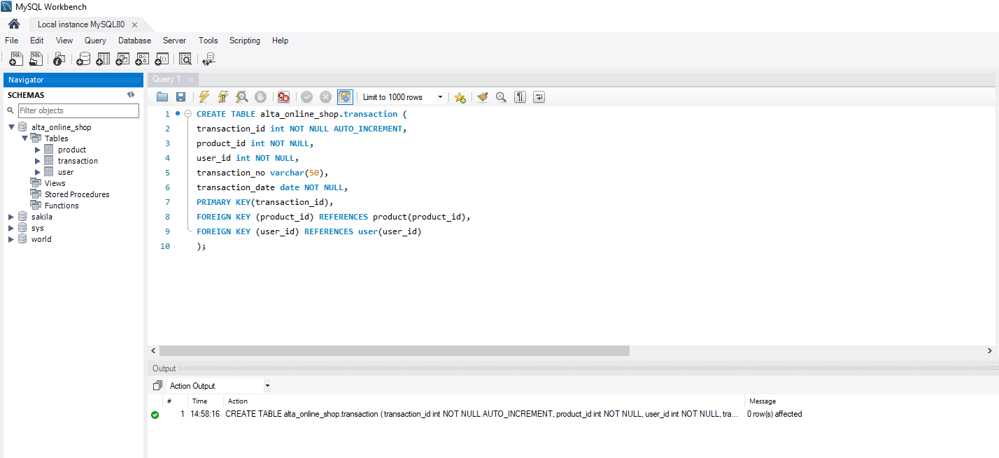 MySQL Workbench
Local instance MySQL80
File Edit View Query Database Server Tools Scripting Help
Navigator
SCHEMAS
Filter objects
alta_online_shop
Tables
product
transaction
user
Views
Stored Procedures
Functions
sakila
sys
world
Query 1
Limit to 1000 rows
1 CREATE TABLE alta_online_shop.transaction (
2 transaction_id int NOT NULL AUTO_INCREMENT,
3 product_id int NOT NULL,
4 user_id int NOT NULL,
5 transaction_no varchar(50),
6 transaction_date date NOT NULL,
7 PRIMARY KEY(transaction_id),
8 FOREIGN KEY (product_id) REFERENCES product(product_id),
9 FOREIGN KEY (user_id) REFERENCES user(user_id)
10 );
Output
Action Output
# Time Action Message
1 14:58:16 CREATE TABLE alta_online_shop.transaction ( transaction_id int NOT NULL AUTO_INCREMENT, product_id int NOT NULL, user_id int NOT NULL, tra... 0 row(s) affected